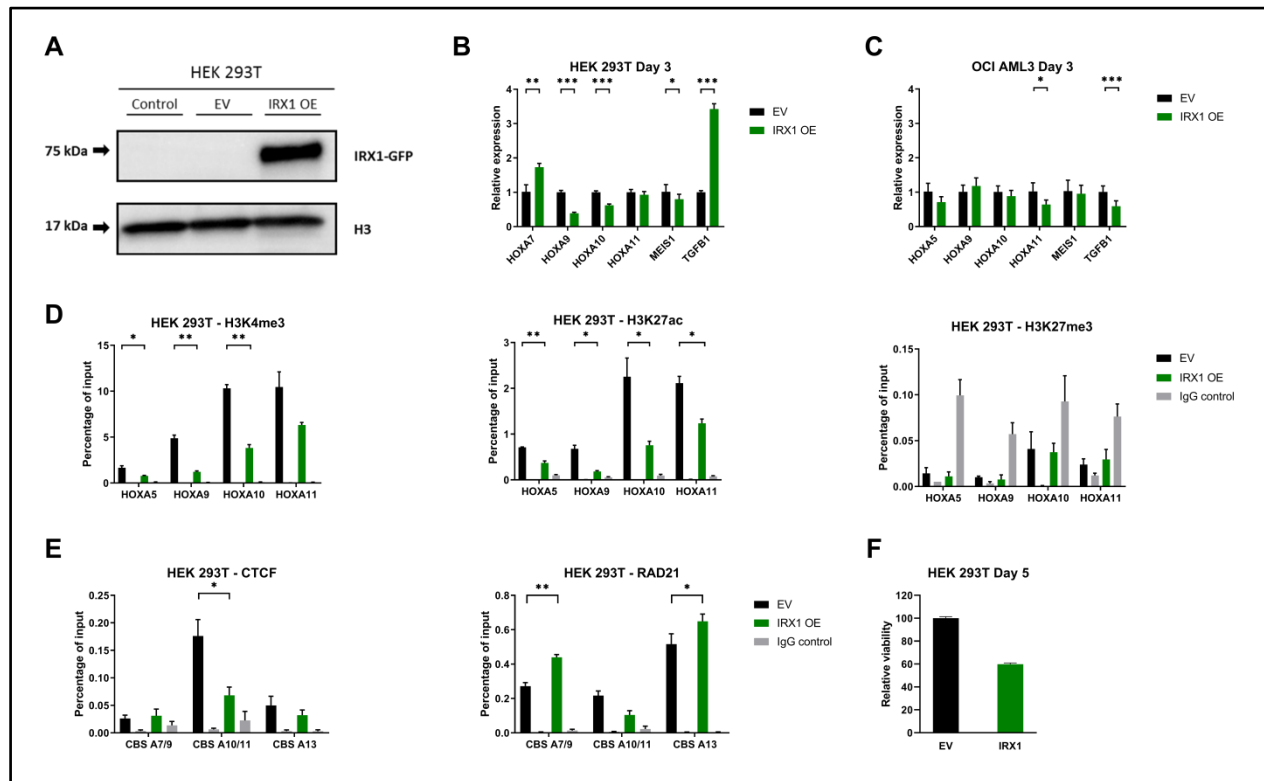 A
HEK 293T
Control EV IRX1 OE
75 kDa
IRX1-GFP
17 kDa
H3
B
HEK 293T Day 3
** *** *** * ***
EV
IRX1 OE
Relative expression
4
3
2
1
0
HOXA7 HOXA9 HOXA10 HOXA11 MEIS1 TGFB1
C
OCI AML3 Day 3
* ***
EV
IRX1 OE
Relative expression
4
3
2
1
0
HOXA5 HOXA9 HOXA10 HOXA11 MEIS1 TGFB1
D
HEK 293T - H3K4me3
* ** **
Percentage of input
15
10
5
0
HOXA5 HOXA9 HOXA10 HOXA11
HEK 293T - H3K27ac
** * * *
Percentage of input
3
2
1
0
HOXA5 HOXA9 HOXA10 HOXA11
HEK 293T - H3K27me3
Percentage of input
0.15
0.10
0.05
0.00
HOXA5 HOXA9 HOXA10 HOXA11
EV
IRX1 OE
IgG control
E
HEK 293T - CTCF
*
Percentage of input
0.25
0.20
0.15
0.10
0.05
0.00
CBS A7/9 CBS A10/11 CBS A13
HEK 293T - RAD21
** *
Percentage of input
0.8
0.6
0.4
0.2
0.0
CBS A7/9 CBS A10/11 CBS A13
EV
IRX1 OE
IgG control
F
HEK 293T Day 5
Relative viability
120
100
80
60
40
20
0
EV IRX1